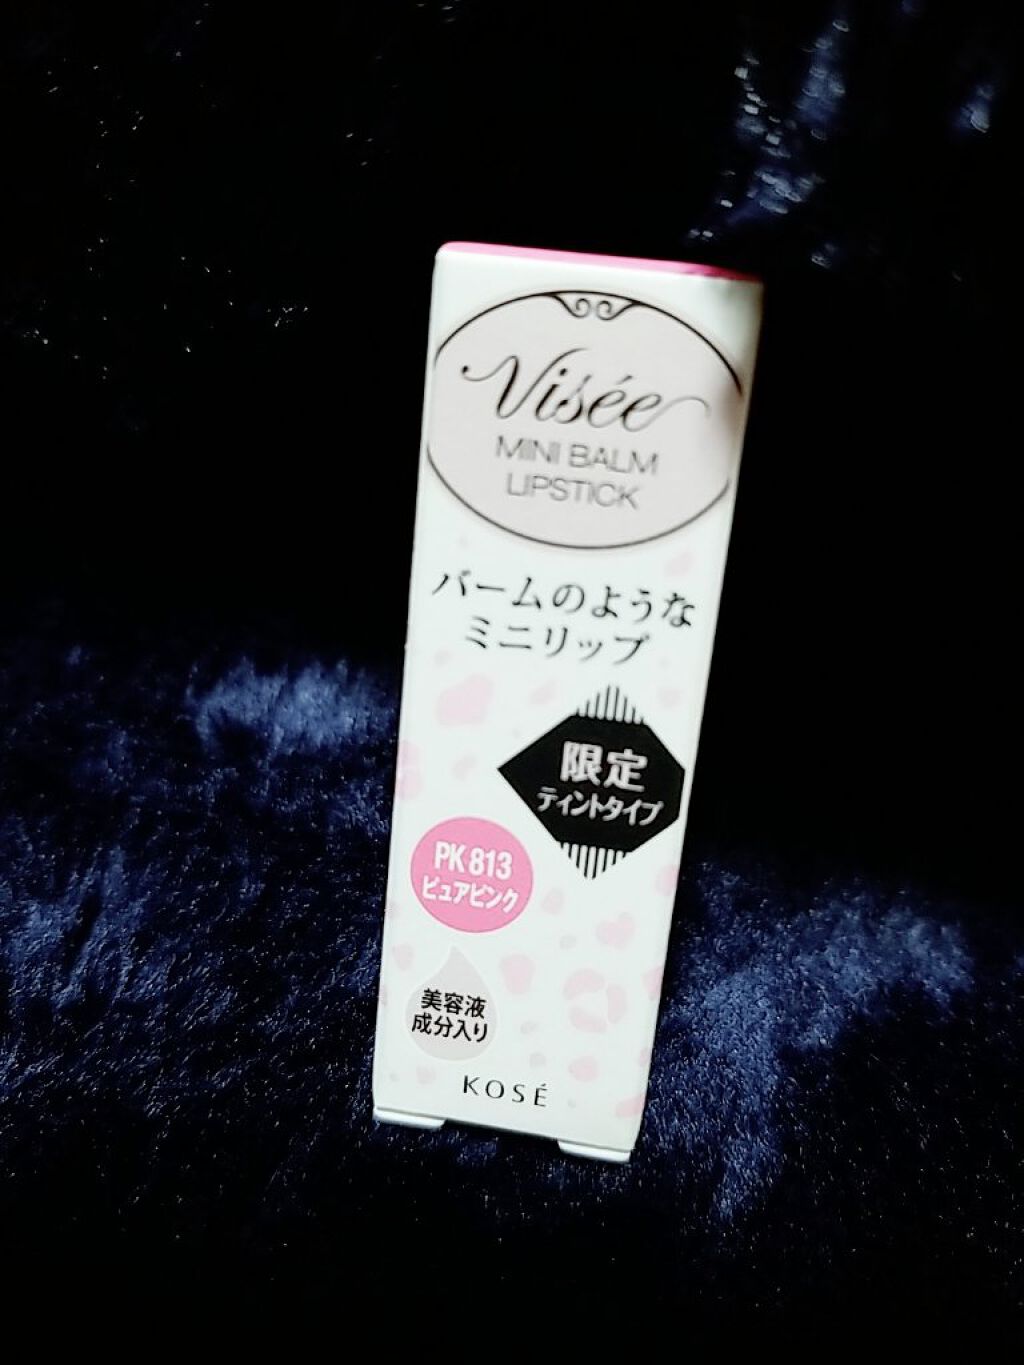 Visée
MINI BALM
LIPSTICK
バームのような
ミニリップ
限定
ティントタイプ
PK 813
ピュアピンク
美容液
成分入り
KOSÉ